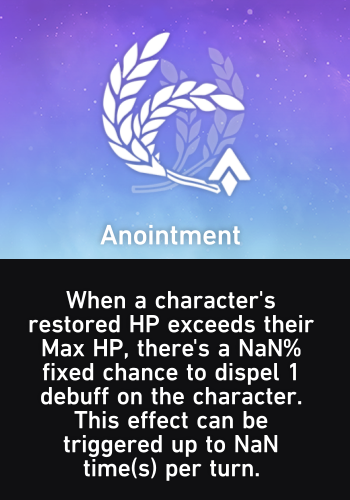 Anointment
When a character's
restored HP exceeds their
Max HP, there's a NaN%
fixed chance to dispel 1
debuff on the character.
This effect can be
triggered up to NaN
time(s) per turn.